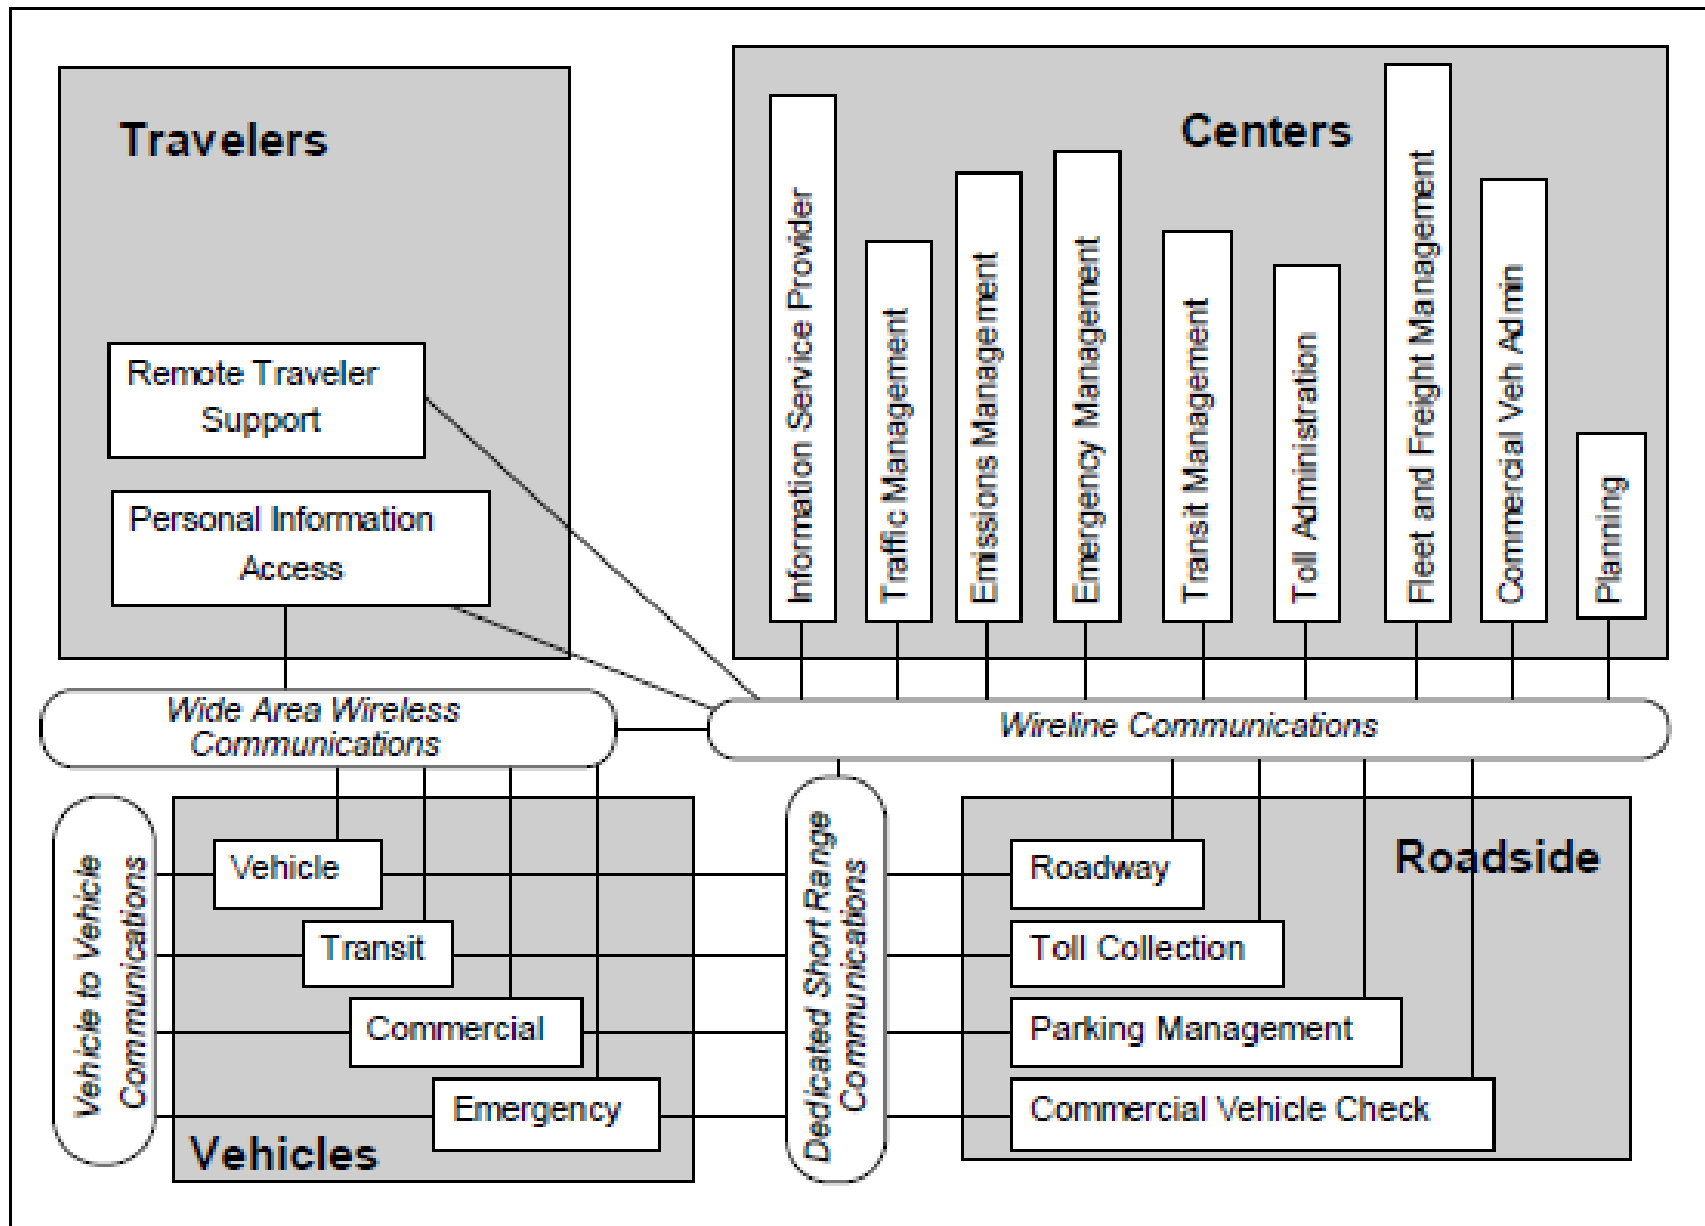 Travelers
Remote Traveler
Support
Personal Information
Access
Centers
Information Service Provider
Traffic Management
Emissions Management
Emergency Management
Transit Management
Toll Administration
Fleet and Freight Management
Commercial Veh Admin
Planning
Wide Area Wireless
Communications
Wireline Communications
Vehicle to Vehicle
Communications
Vehicle
Transit
Commercial
Emergency
Vehicles
Dedicated Short Range
Communications
Roadside
Roadway
Toll Collection
Parking Management
Commercial Vehicle Check